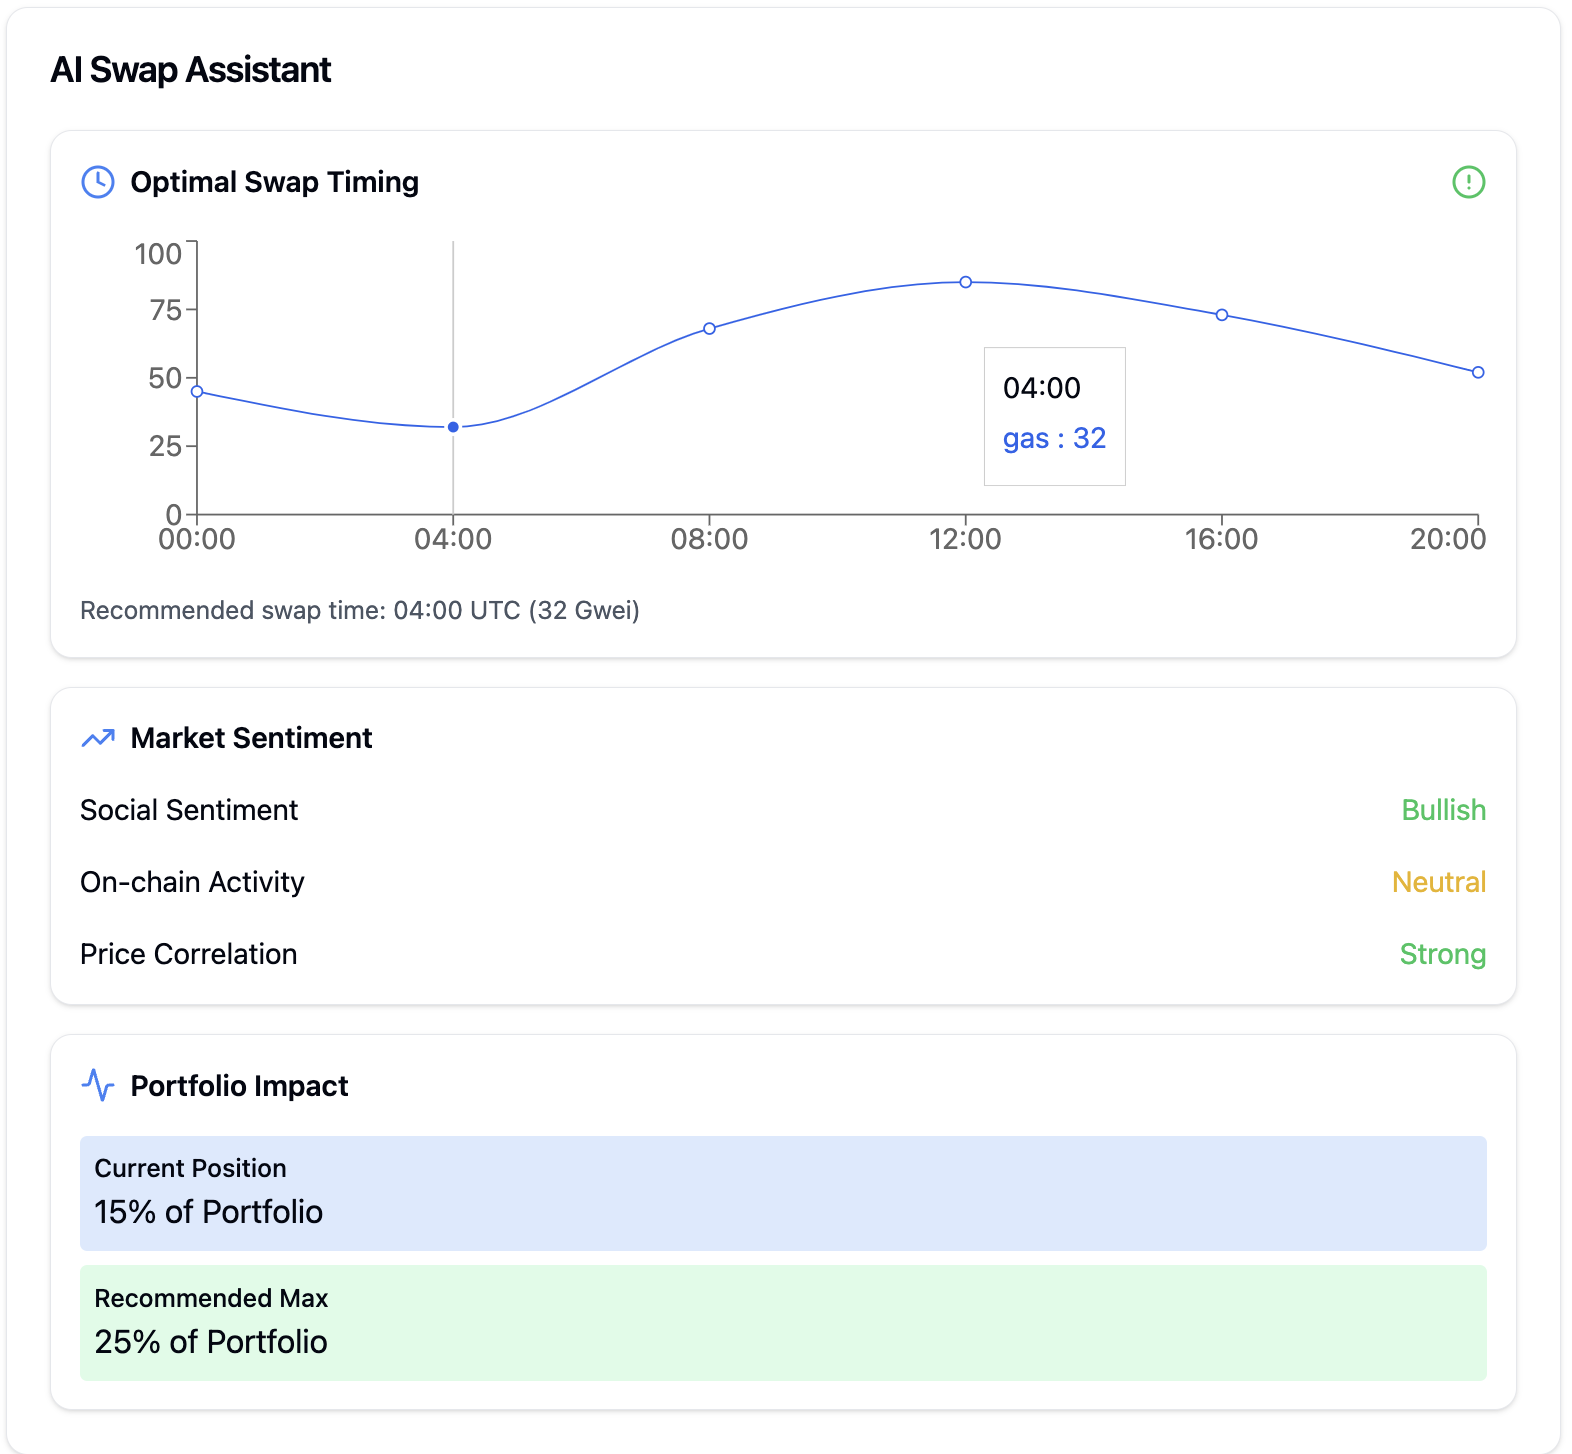 AI Swap Assistant
Optimal Swap Timing
100
75
50
25
0
04:00
gas : 32
00:00 04:00 08:00 12:00 16:00 20:00
Recommended swap time: 04:00 UTC (32 Gwei)
Market Sentiment
Social Sentiment Bullish
On-chain Activity Neutral
Price Correlation Strong
Portfolio Impact
Current Position
15% of Portfolio
Recommended Max
25% of Portfolio